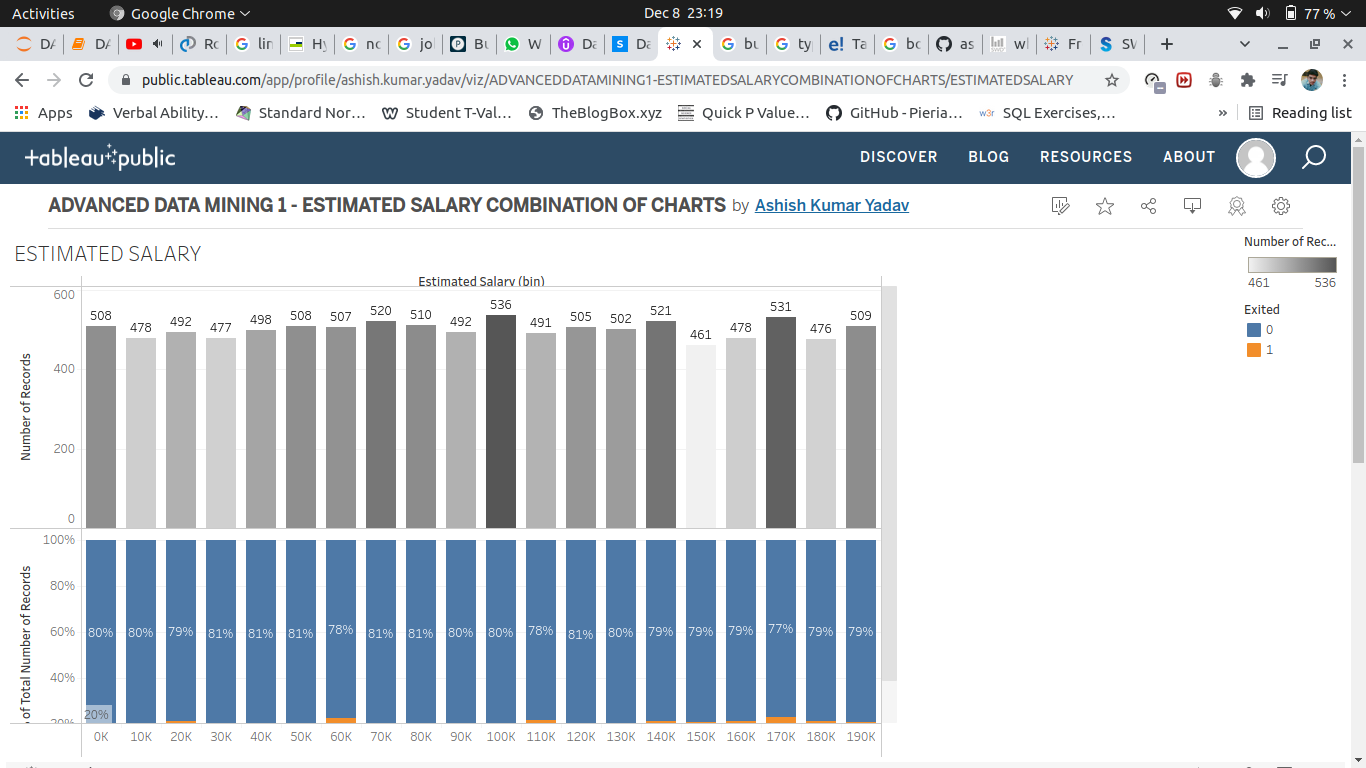 Activities Google Chrome Dec 8 23:19 77 %
DA DA Ro G lin Hy G no G jol P Bu W U Da S Da G bu G ty e! Ta G bo as wl Fr S SV
public.tableau.com/app/profile/ashish.kumar.yadav/viz/ADVANCEDDATAMINING1-ESTIMATEDSALARYCOMBINATIONOFCHARTS/ESTIMATEDSALARY
Apps Verbal Ability… Standard Nor… W Student T-Val… TheBlogBox.xyz Quick P Value… GitHub - Pieria… w3r SQL Exercises,… » Reading list
+ableau public DISCOVER BLOG RESOURCES ABOUT
ADVANCED DATA MINING 1 - ESTIMATED SALARY COMBINATION OF CHARTS by Ashish Kumar Yadav
ESTIMATED SALARY
Number of Rec...
461 536
Exited
0
1
Estimated Salary (bin)
Number of Records
600
400
200
0
508 478 492 477 498 508 507 520 510 492 536 491 505 502 521 461 478 531 476 509
of Total Number of Records
100%
80%
60%
40%
20%
80% 80% 79% 81% 81% 81% 78% 81% 81% 80% 80% 78% 81% 80% 79% 79% 79% 77% 79% 79%
20%
0K 10K 20K 30K 40K 50K 60K 70K 80K 90K 100K 110K 120K 130K 140K 150K 160K 170K 180K 190K